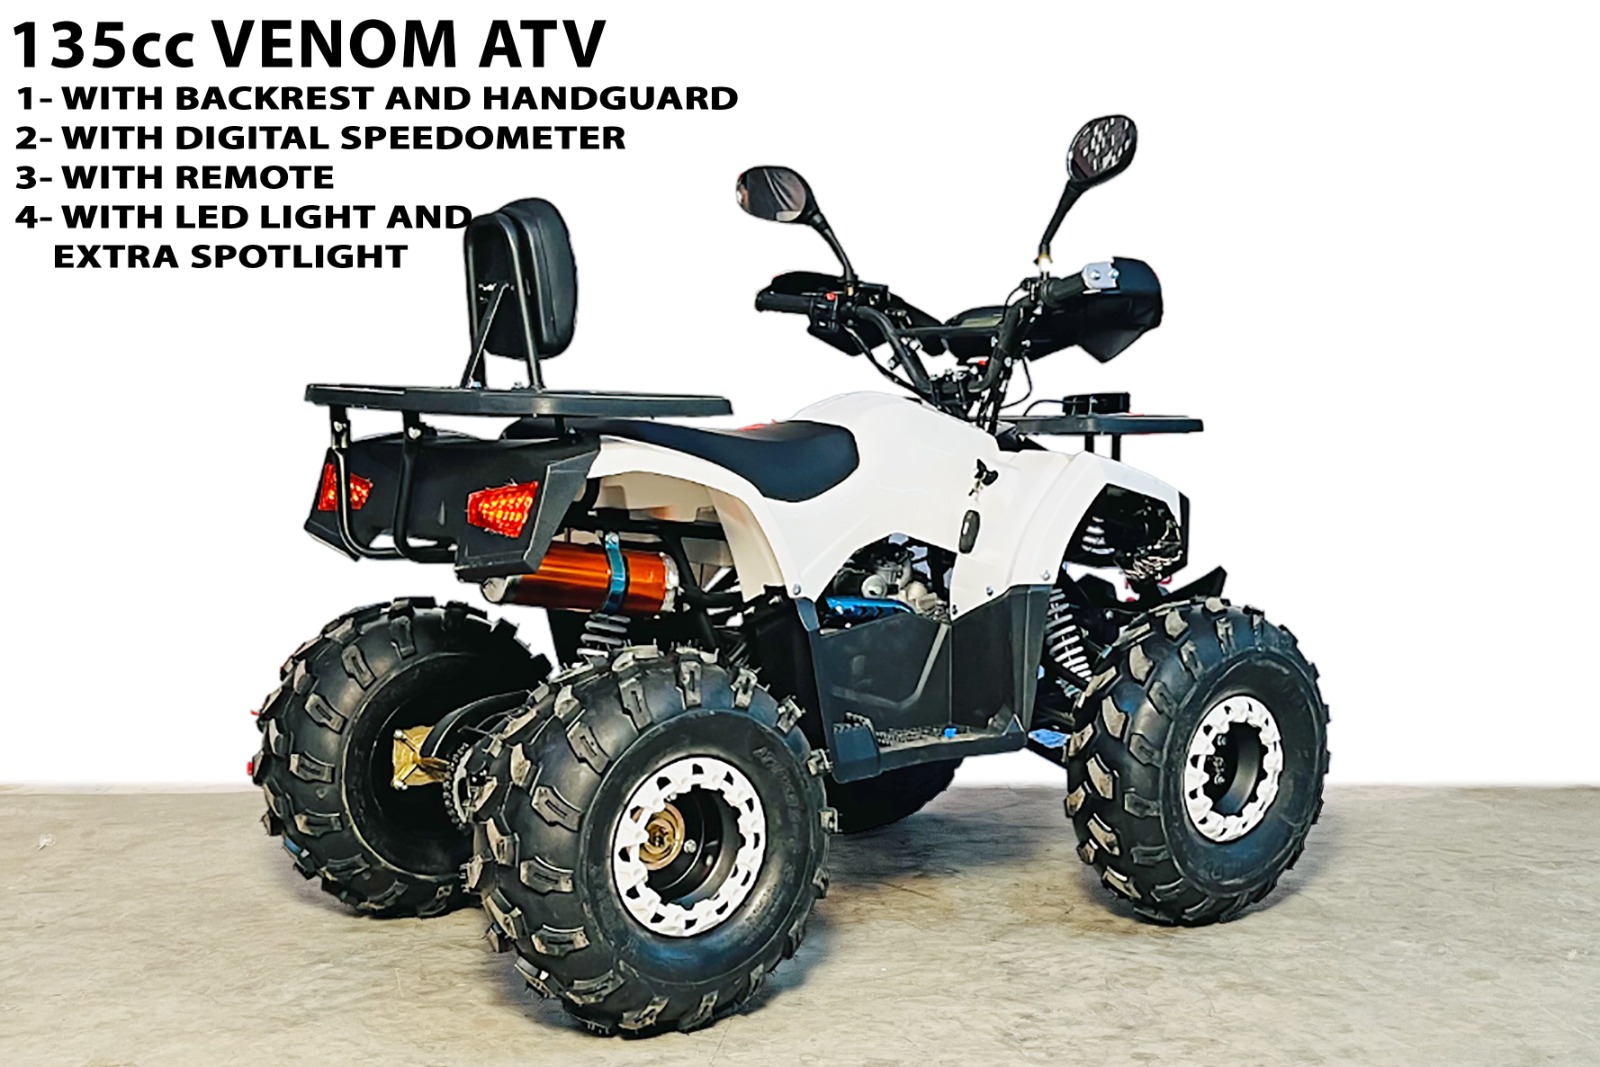 135cc VENOM ATV
1- WITH BACKREST AND HANDGUARD
2- WITH DIGITAL SPEEDOMETER
3- WITH REMOTE
4- WITH LED LIGHT AND
EXTRA SPOTLIGHT